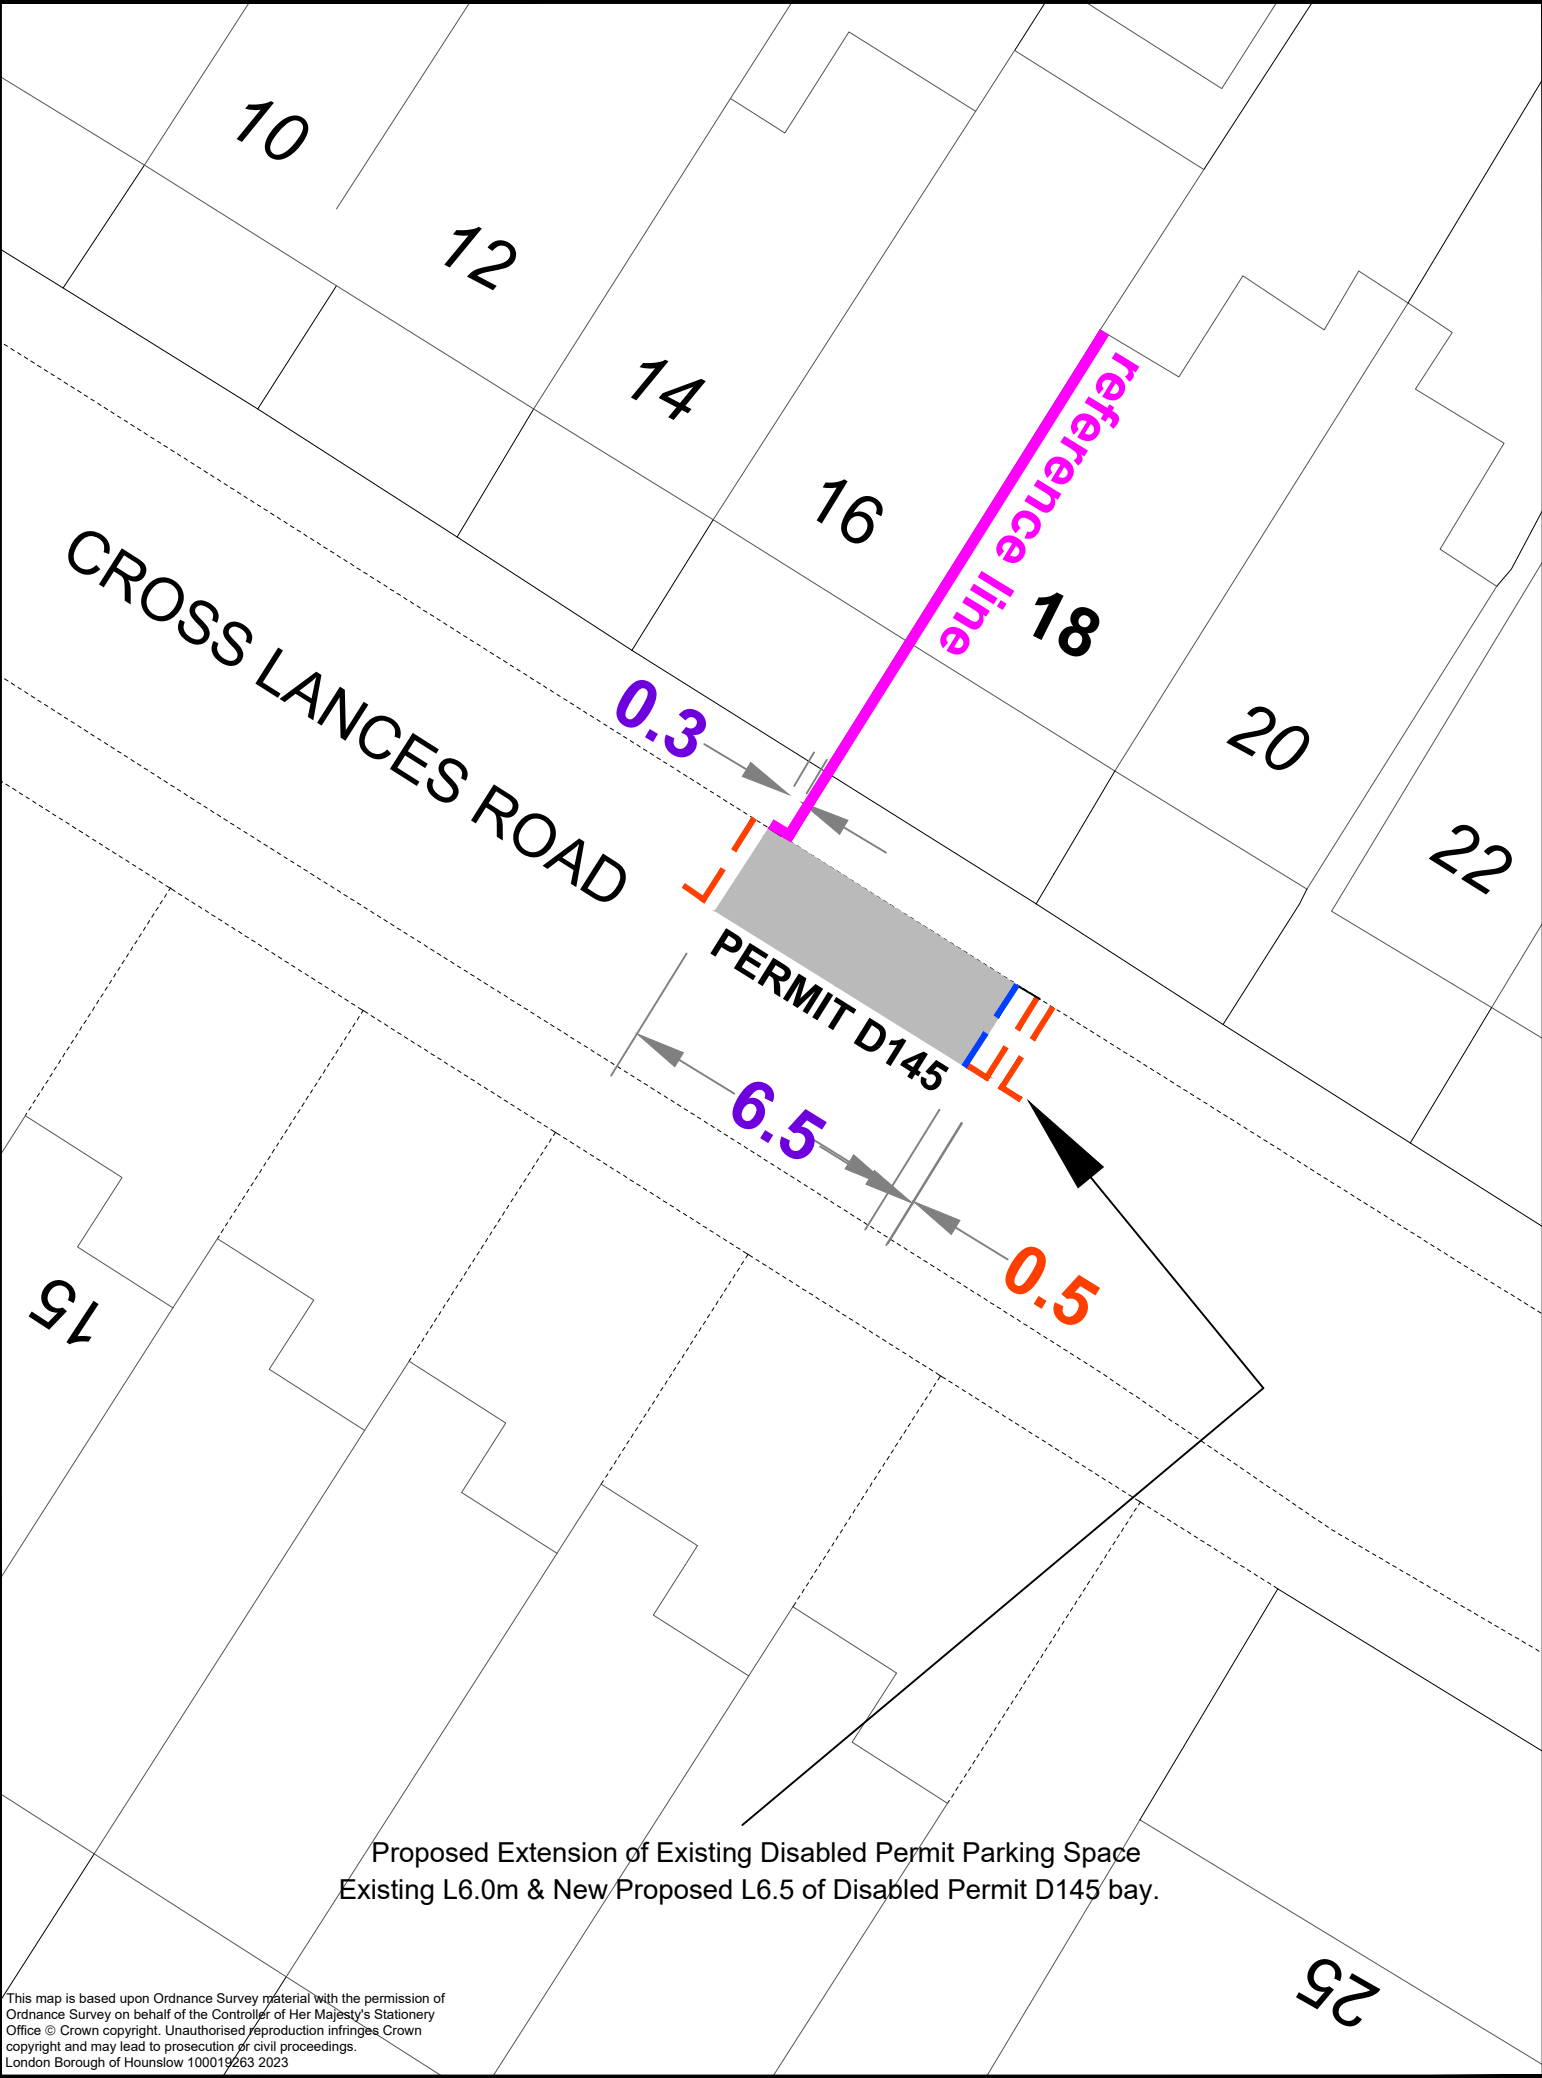 10
12
14
16
reference line
18
20
22
CROSS LANCES ROAD
0.3
PERMIT D145
6.5
0.5
15
Proposed Extension of Existing Disabled Permit Parking Space
Existing L6.0m & New Proposed L6.5 of Disabled Permit D145 bay.
25
This map is based upon Ordnance Survey material with the permission of
Ordnance Survey on behalf of the Controller of Her Majesty's Stationery
Office © Crown copyright. Unauthorised reproduction infringes Crown
copyright and may lead to prosecution or civil proceedings.
London Borough of Hounslow 100019263 2023